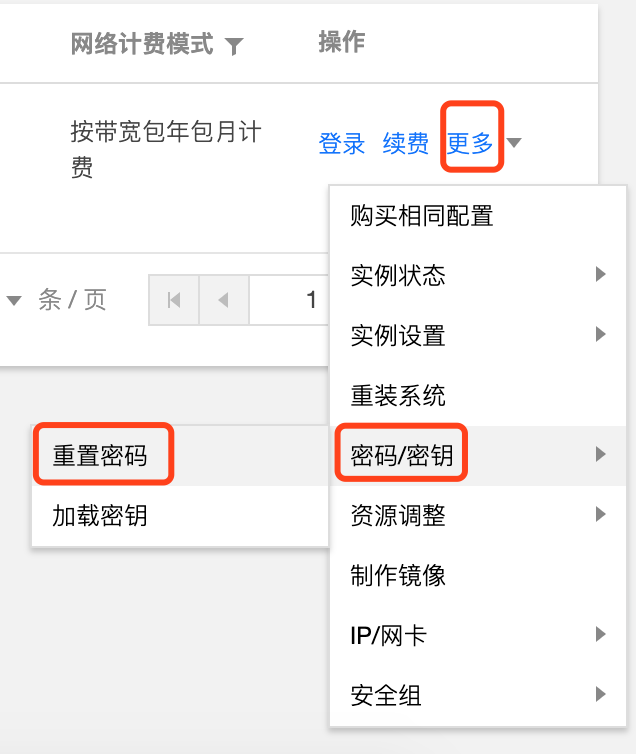 网络计费模式
操作
按带宽包年包月计
费
登录 续费 更多
购买相同配置
条 / 页
1
实例状态
实例设置
重装系统
重置密码
密码/密钥
加载密钥
资源调整
制作镜像
IP/网卡
安全组